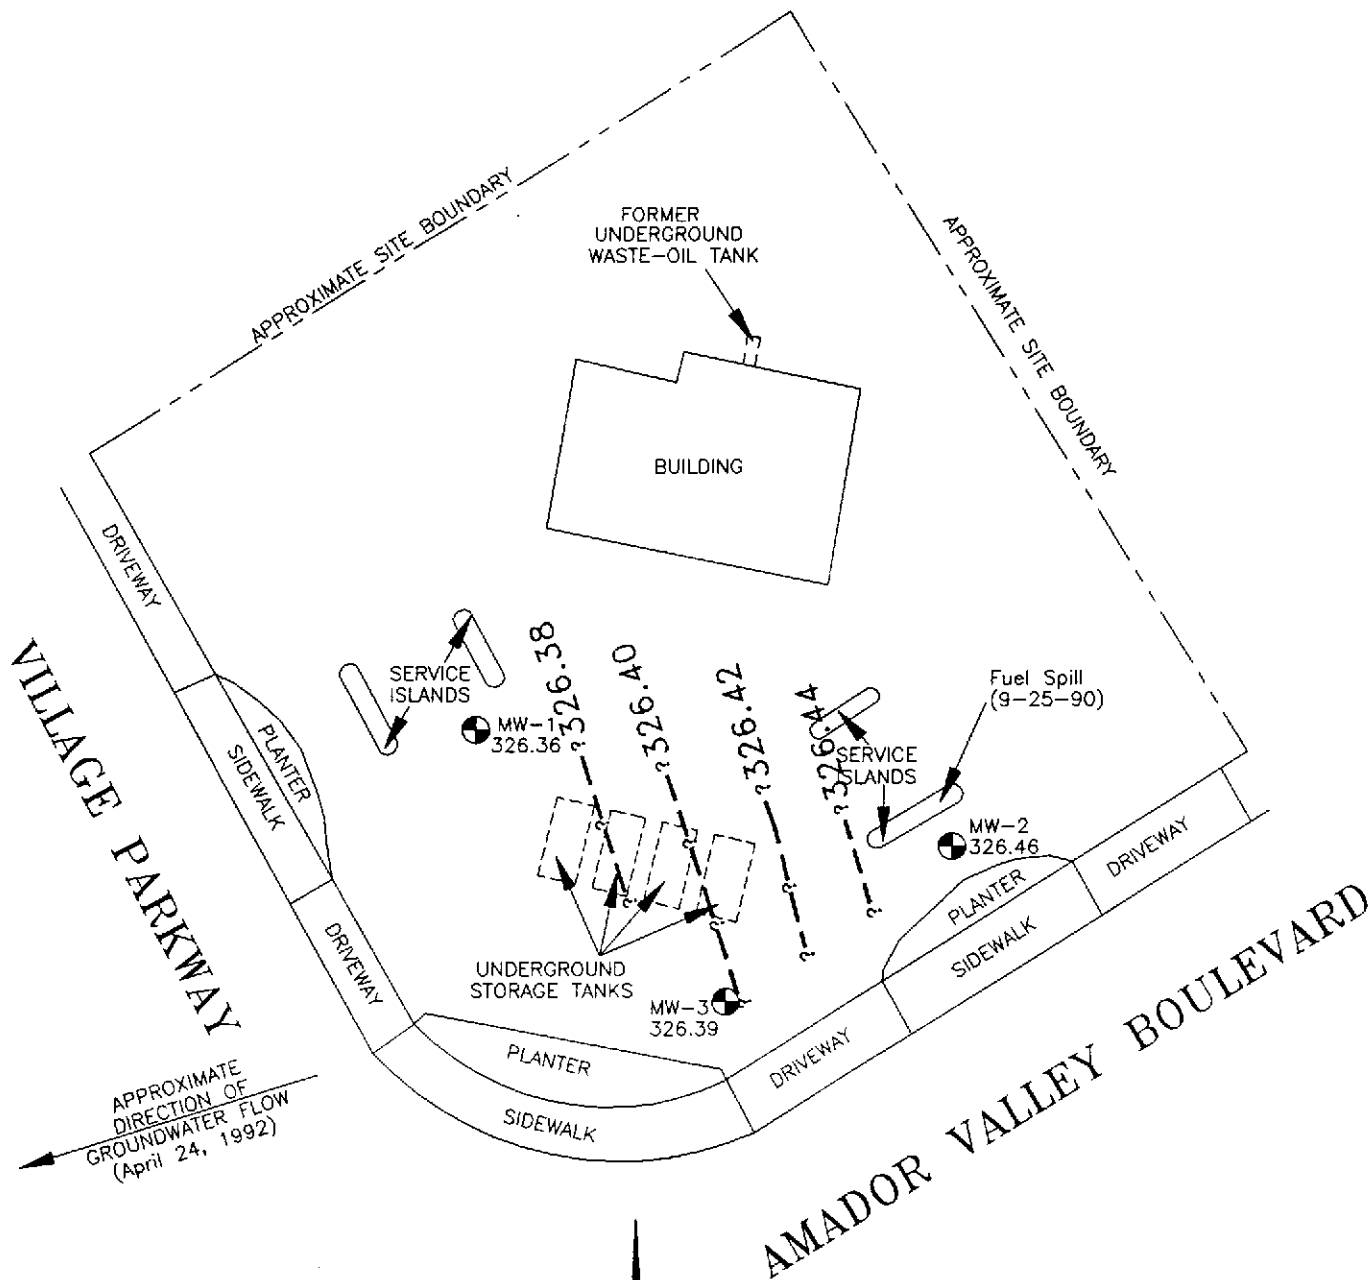 APPROXIMATE SITE BOUNDARY
FORMER
UNDERGROUND
WASTE-OIL TANK
APPROXIMATE SITE BOUNDARY
BUILDING
DRIVEWAY
VILLAGE PARKWAY
SERVICE
ISLANDS
?326.38
?326.40
?326.42
?326.44
Fuel Spill
(9-25-90)
MW-1
326.36
PLANTER
SIDEWALK
SERVICE
ISLANDS
MW-2
326.46
DRIVEWAY
PLANTER
SIDEWALK
?
?
?
?
?
?
?
DRIVEWAY
UNDERGROUND
STORAGE TANKS
MW-3
326.39
PLANTER
DRIVEWAY
SIDEWALK
APPROXIMATE
DIRECTION OF
GROUNDWATER FLOW
(April 24, 1992)
AMADOR VALLEY BOULEVARD